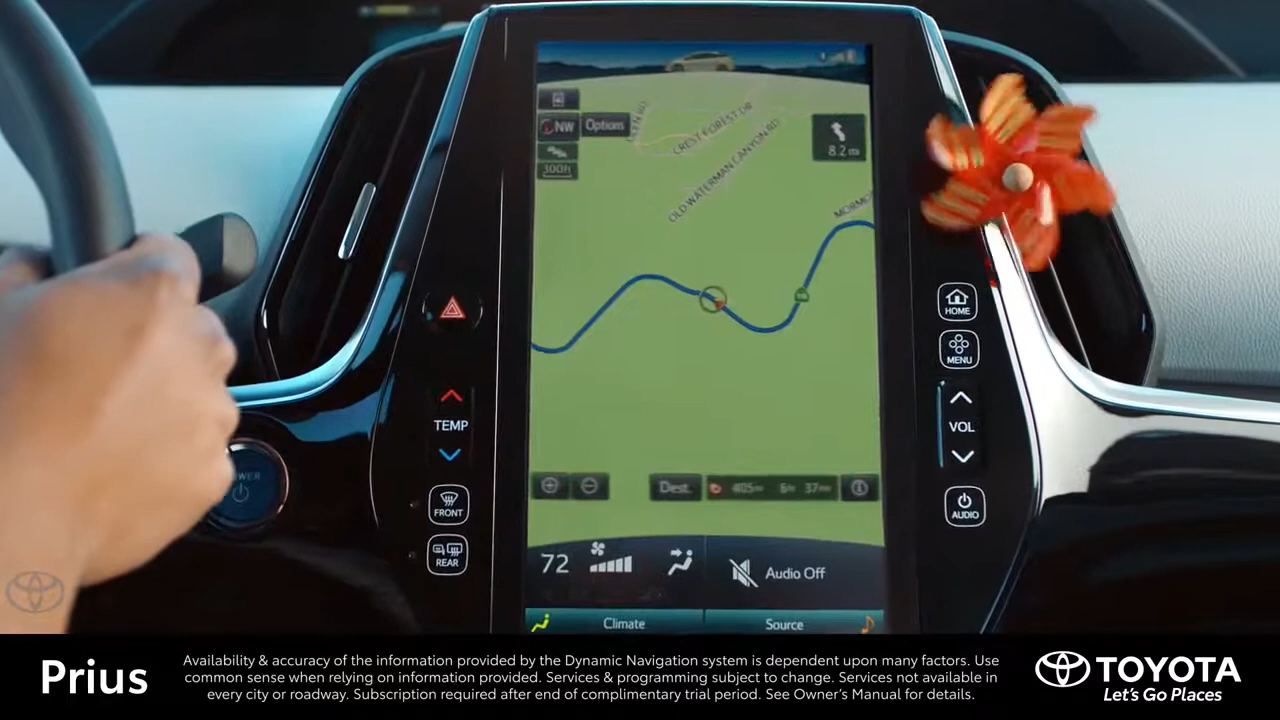 NW
Options
300ft
CREST FOREST DR
OLD WATERMAN CANYON RD
8.2 mi
TEMP
FRONT
REAR
HOME
MENU
VOL
AUDIO
Dest.
405mi 6hr 37min
72
Audio Off
Climate
Source
Prius
Availability & accuracy of the information provided by the Dynamic Navigation system is dependent upon many factors. Use
common sense when relying on information provided. Services & programming subject to change. Services not available in
every city or roadway. Subscription required after end of complimentary trial period. See Owner's Manual for details.
TOYOTA
Let's Go Places